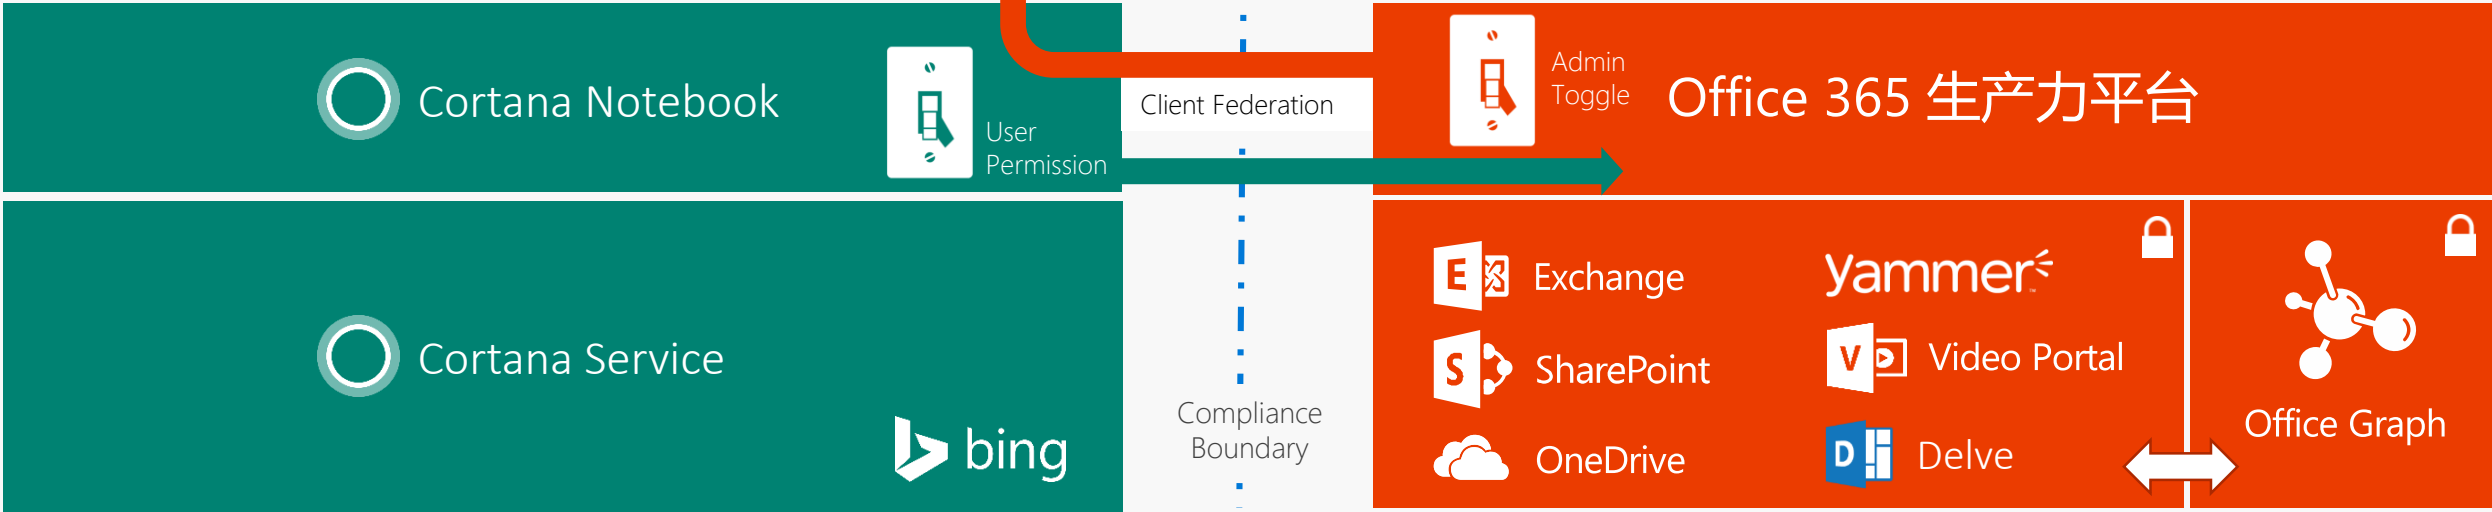 Cortana Notebook
User
Permission
Client Federation
Admin
Toggle
Office 365 生产力平台
Cortana Service
bing
Compliance
Boundary
E
Exchange
S
SharePoint
OneDrive
yammer
V
Video Portal
D
Delve
Office Graph